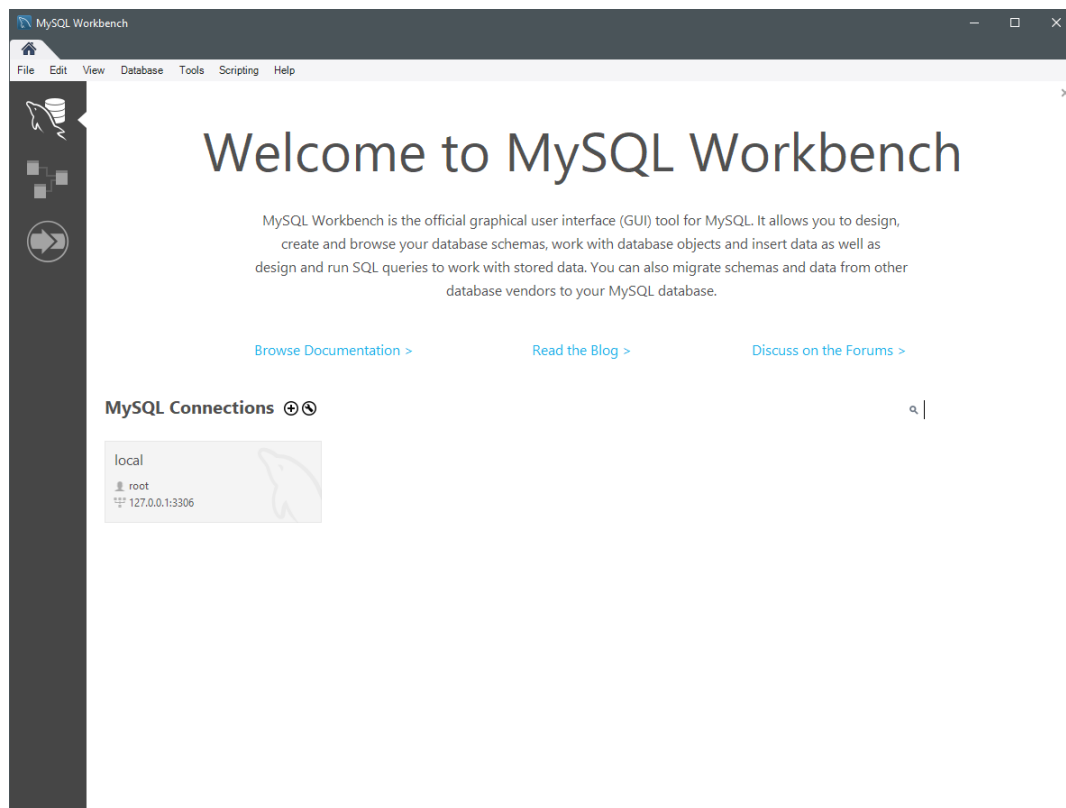 MySQL Workbench
File Edit View Database Tools Scripting Help
Welcome to MySQL Workbench
MySQL Workbench is the official graphical user interface (GUI) tool for MySQL. It allows you to design,
create and browse your database schemas, work with database objects and insert data as well as
design and run SQL queries to work with stored data. You can also migrate schemas and data from other
database vendors to your MySQL database.
Browse Documentation > Read the Blog > Discuss on the Forums >
MySQL Connections
local
root
127.0.0.1:3306